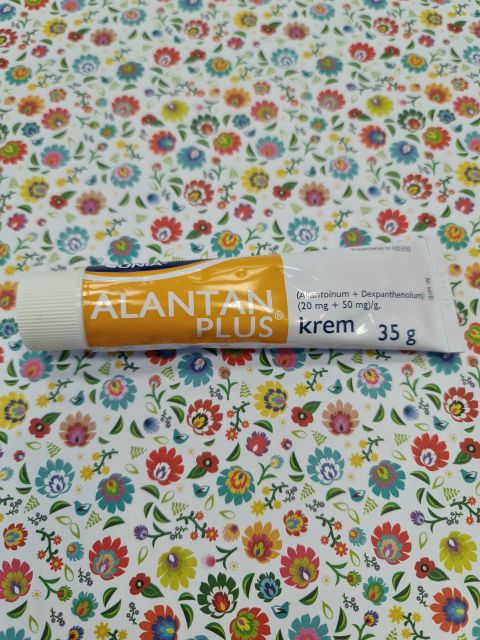 ALANTAN®
PLUS
(Allantoinum + Dexpanthenolum)
(20 mg + 50 mg)/g,
krem
35 g